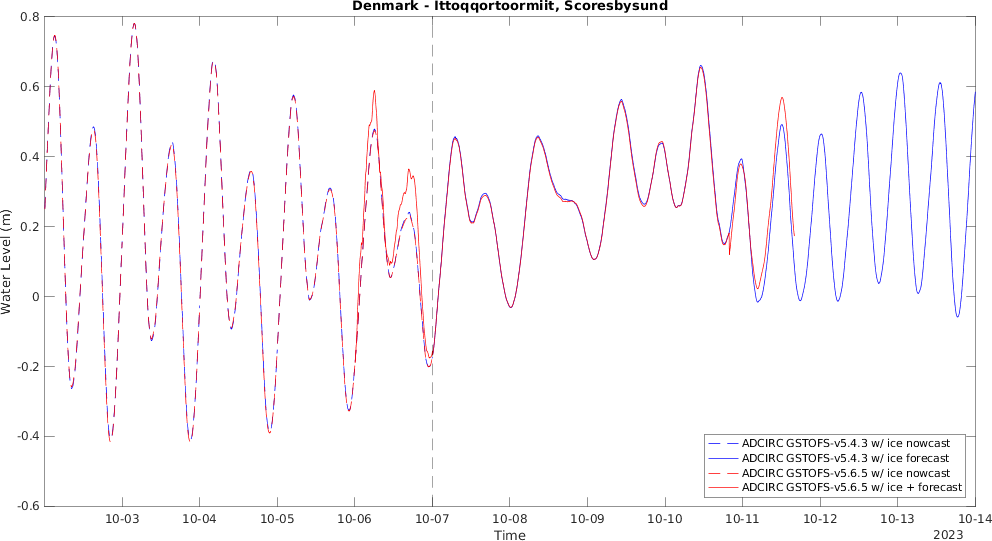 Denmark - Ittoqqortoormiit, Scoresbysund
0.8
0.6
0.4
0.2
0
-0.2
-0.4
-0.6
Water Level (m)
ADCIRC GSTOFS-v5.4.3 w/ ice nowcast
ADCIRC GSTOFS-v5.4.3 w/ ice forecast
ADCIRC GSTOFS-v5.6.5 w/ ice nowcast
ADCIRC GSTOFS-v5.6.5 w/ ice + forecast
10-03 10-04 10-05 10-06 10-07 10-08 10-09 10-10 10-11 10-12 10-13 10-14
Time
2023